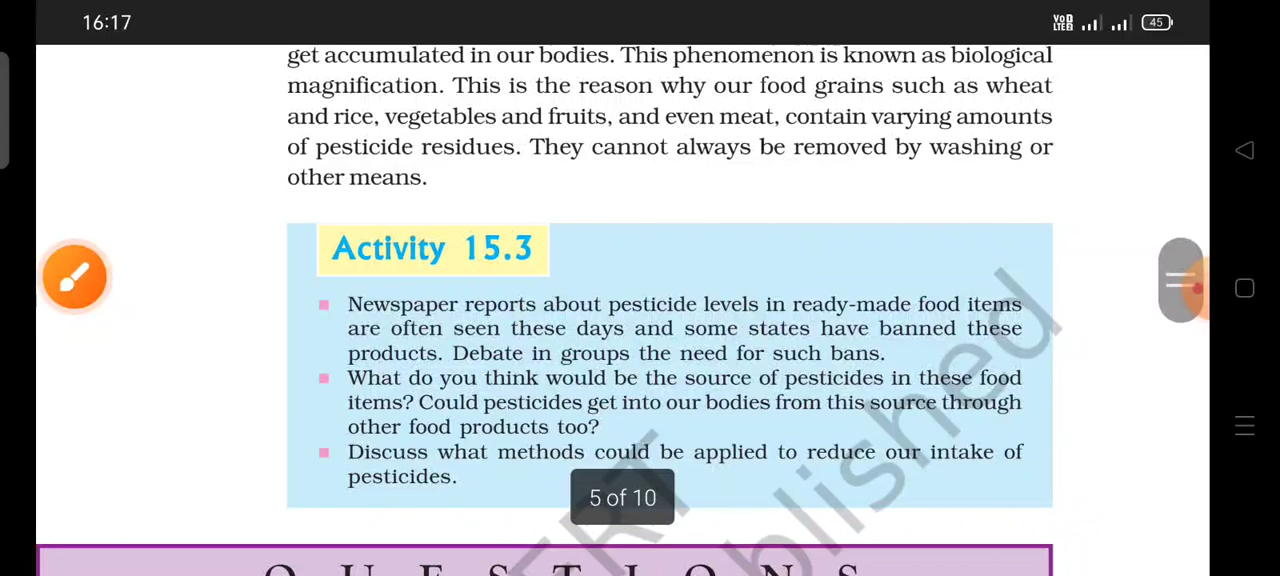 16:17
Vo) LTE2 45
get accumulated in our bodies. This phenomenon is known as biological
magnification. This is the reason why our food grains such as wheat
and rice, vegetables and fruits, and even meat, contain varying amounts
of pesticide residues. They cannot always be removed by washing or
other means.
Activity 15.3
Newspaper reports about pesticide levels in ready-made food items
are often seen these days and some states have banned these
products. Debate in groups the need for such bans.
What do you think would be the source of pesticides in these food
items? Could pesticides get into our bodies from this source through
other food products too?
Discuss what methods could be applied to reduce our intake of
pesticides.
5 of 10
QUESTIONS